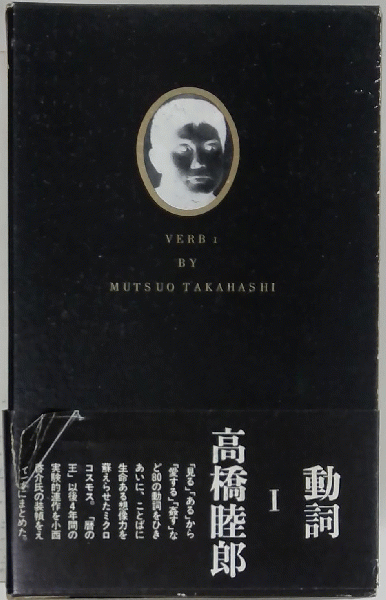 VERB I
BY
MUTSUO TAKAHASHI
動詞
I
高橋睦郎
「見る」「ある」から
「愛する」「姦す」な
ど80の動詞をひき
あいに、ことばに
生命ある想像力を
蘇えらせたミクロ
コスモス。「暦の
王」以後4年間の
実験的連作を小西
啓介氏の装幀をえ
まとめた。